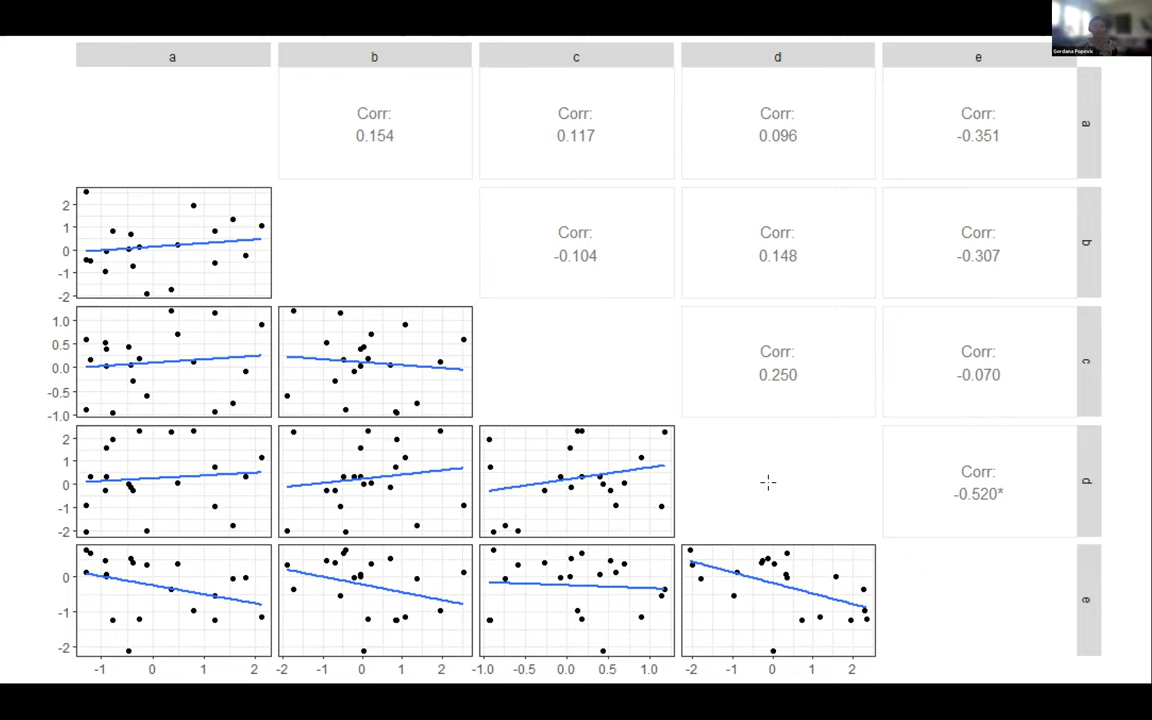 Gordana Popovic
a b c d e
Corr: Corr: Corr: Corr:
0.154 0.117 0.096 -0.351
a
2
1
0
-1
-2
Corr: Corr: Corr:
-0.104 0.148 -0.307
b
1.0
0.5
0.0
-0.5
-1.0
Corr: Corr:
0.250 -0.070
c
2
1
0
-1
-2
Corr:
-0.520*
d
0
-1
-2
e
-1 0 1 2 -2 -1 0 1 2 -1.0 -0.5 0.0 0.5 1.0 -2 -1 0 1 2